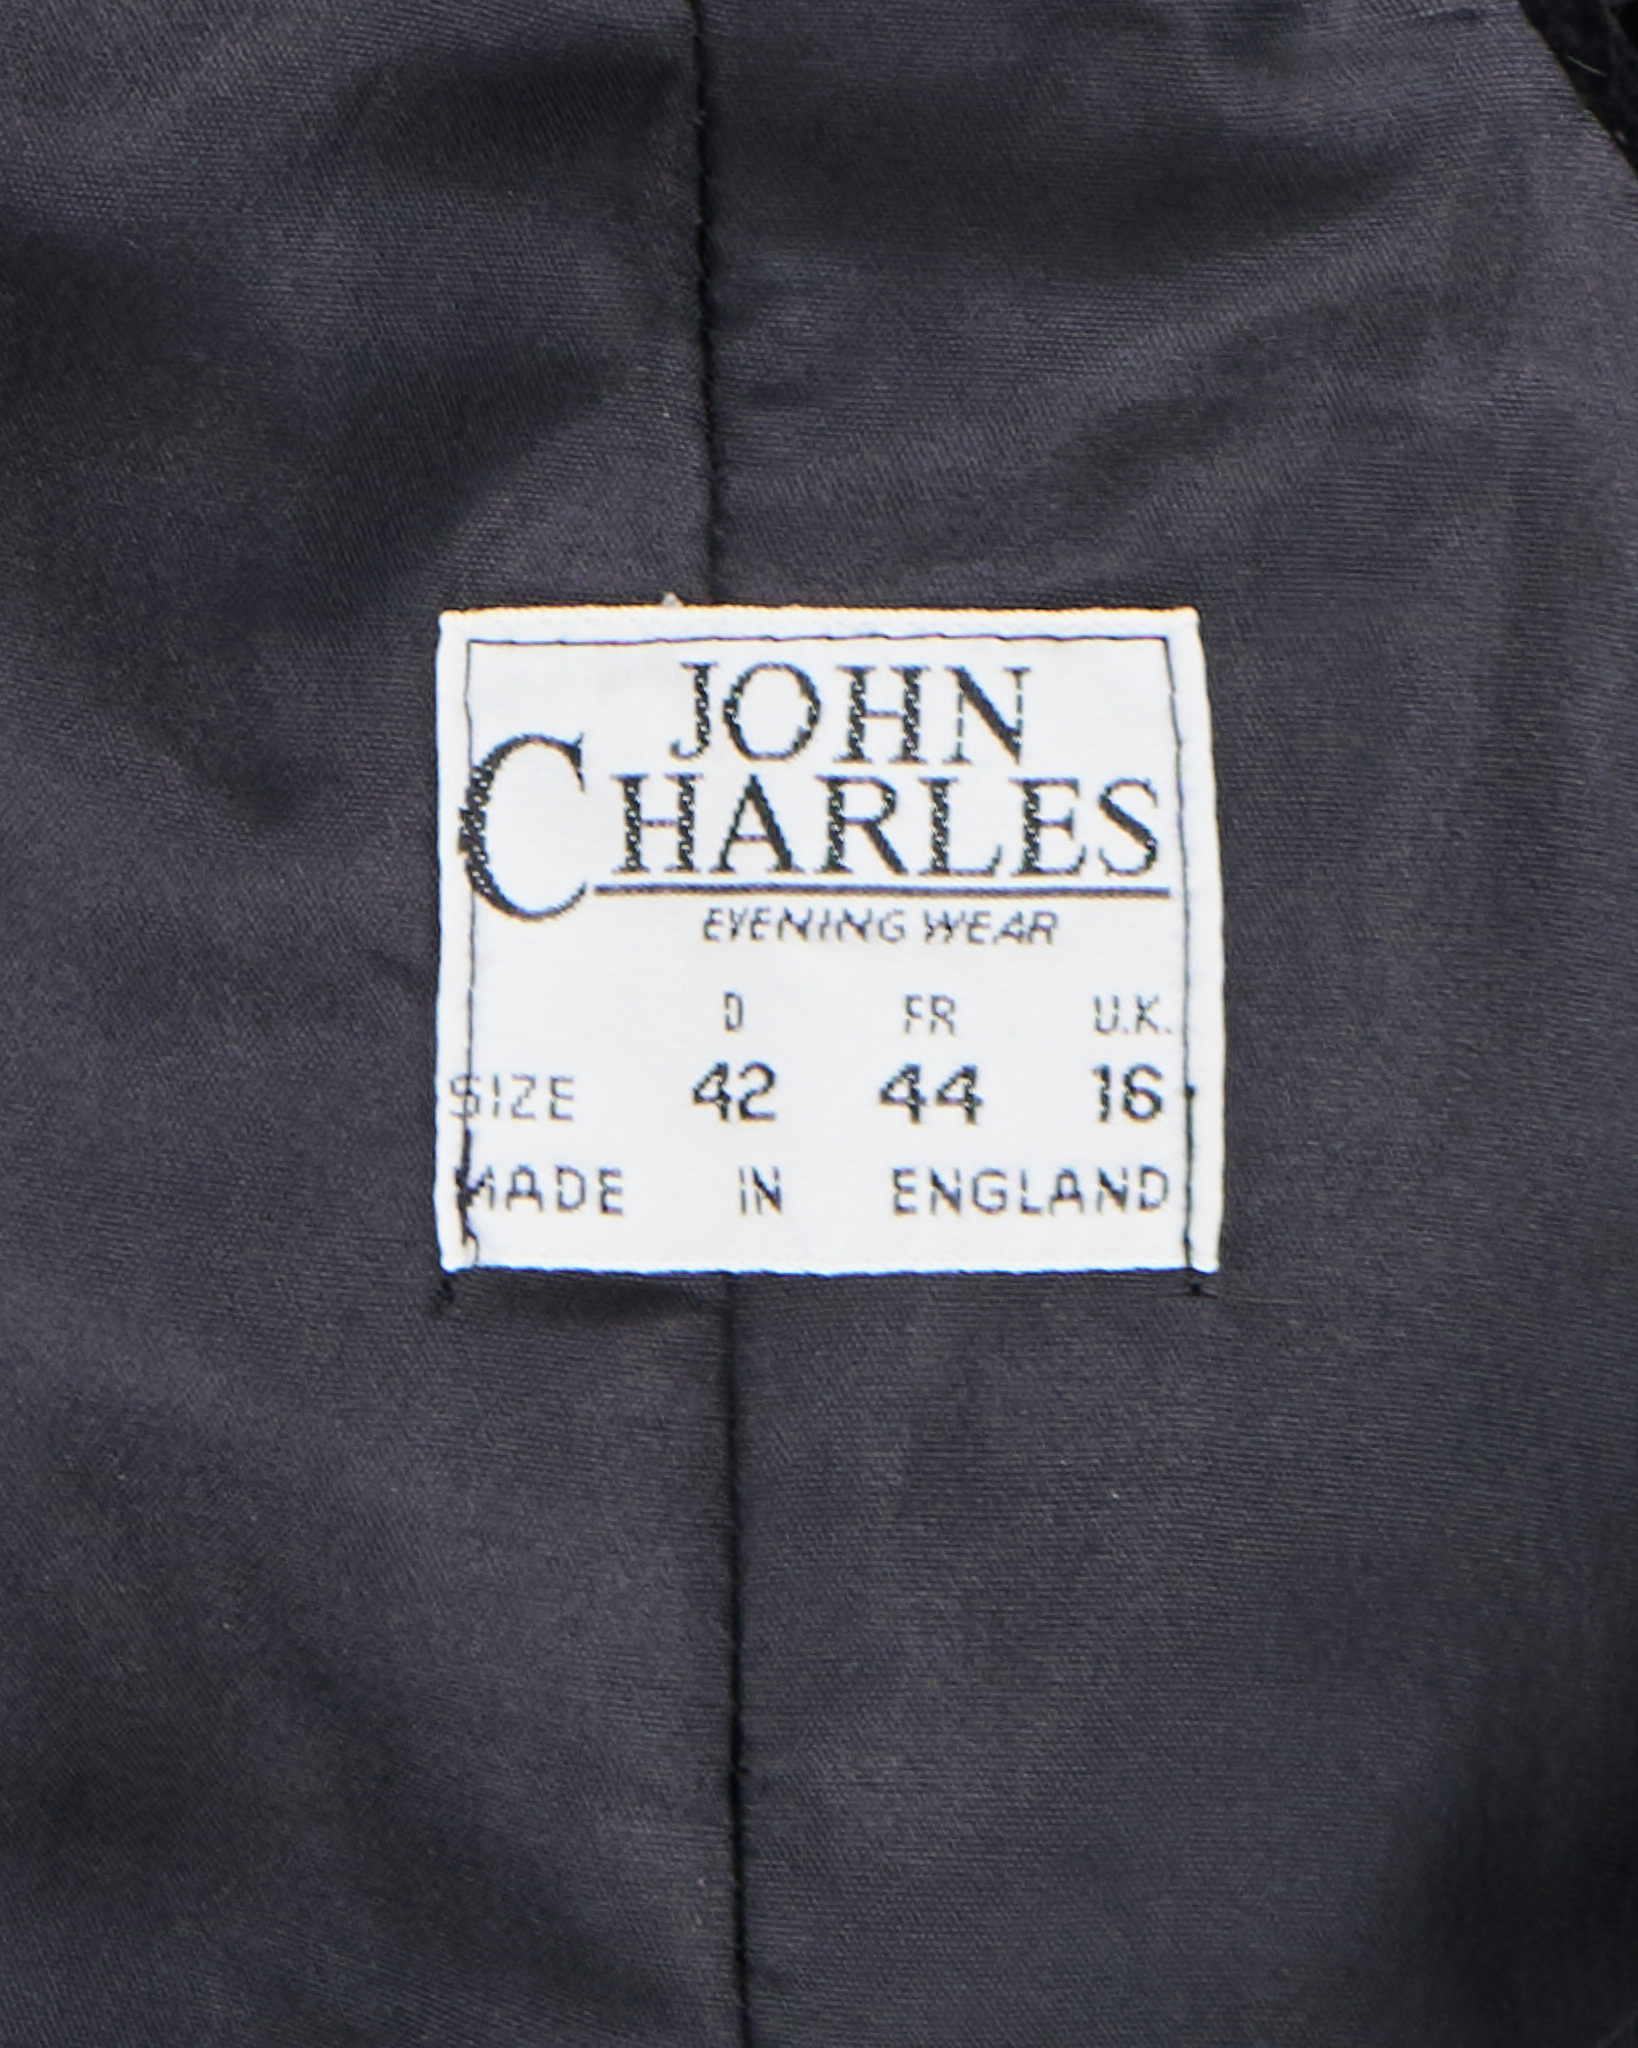 JOHN
CHARLES
EVENING WEAR
D FR U.K.
SIZE 42 44 16
MADE IN ENGLAND